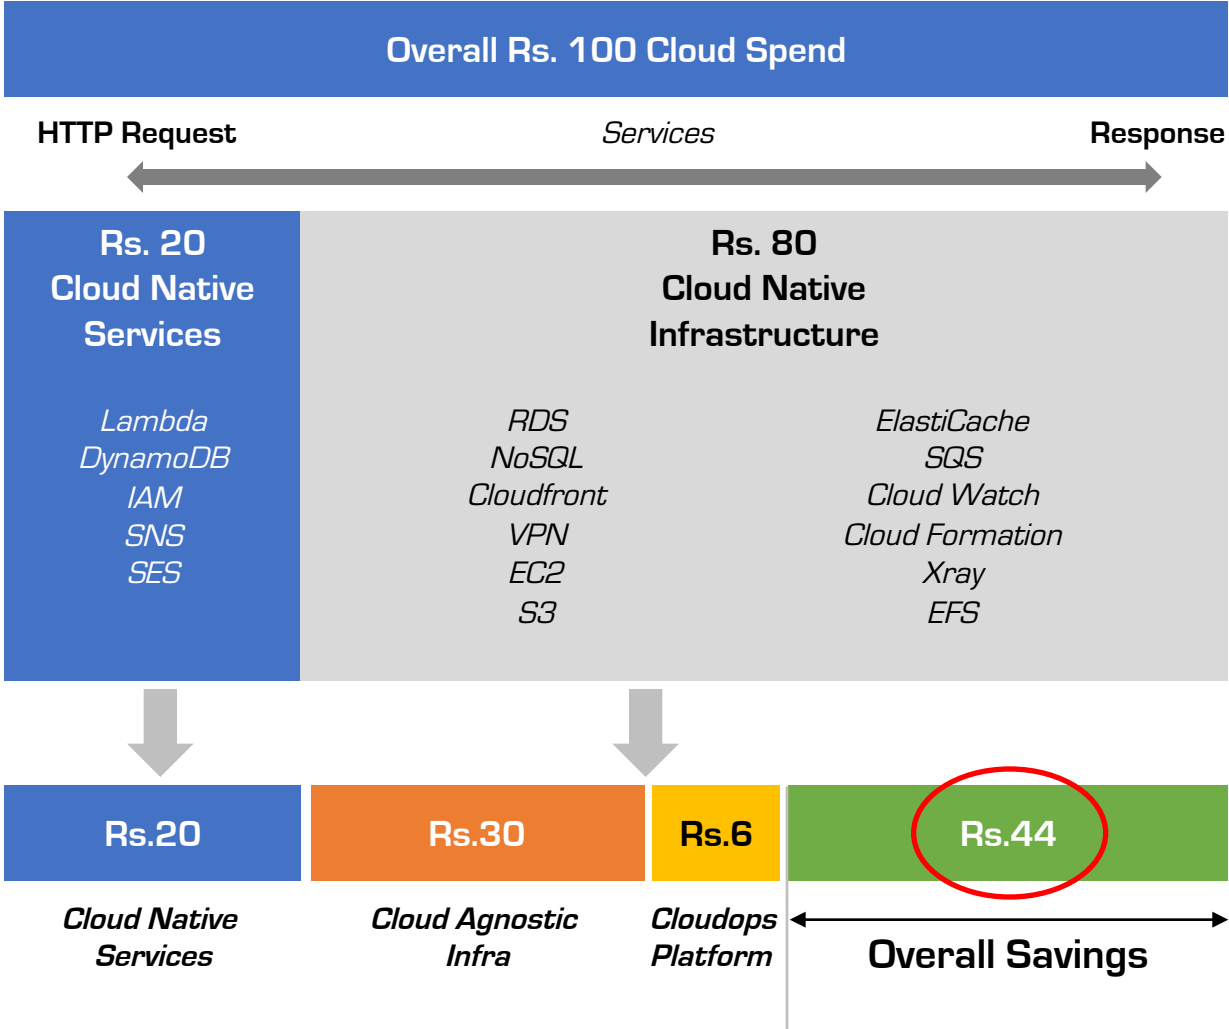 Overall Rs. 100 Cloud Spend
HTTP Request
Services
Response
Rs. 20
Cloud Native
Services
Lambda
DynamoDB
IAM
SNS
SES
Rs. 80
Cloud Native
Infrastructure
RDS
NoSQL
Cloudfront
VPN
EC2
S3
ElastiCache
SQS
Cloud Watch
Cloud Formation
Xray
EFS
Rs.20
Rs.30
Rs.6
Rs.44
Cloud Native
Services
Cloud Agnostic
Infra
Cloudops
Platform
Overall Savings